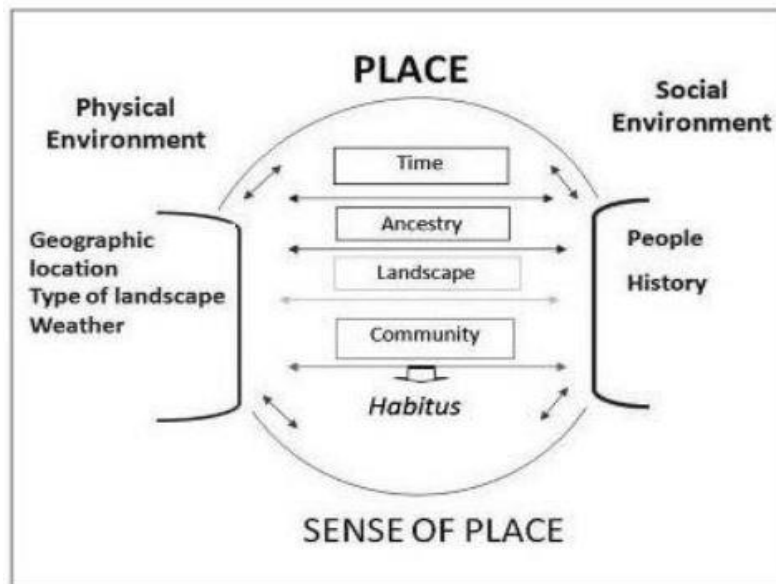 PLACE
Physical
Environment
Social
Environment
Time
Ancestry
Landscape
Community
Habitus
Geographic
location
Type of landscape
Weather
People
History
SENSE OF PLACE